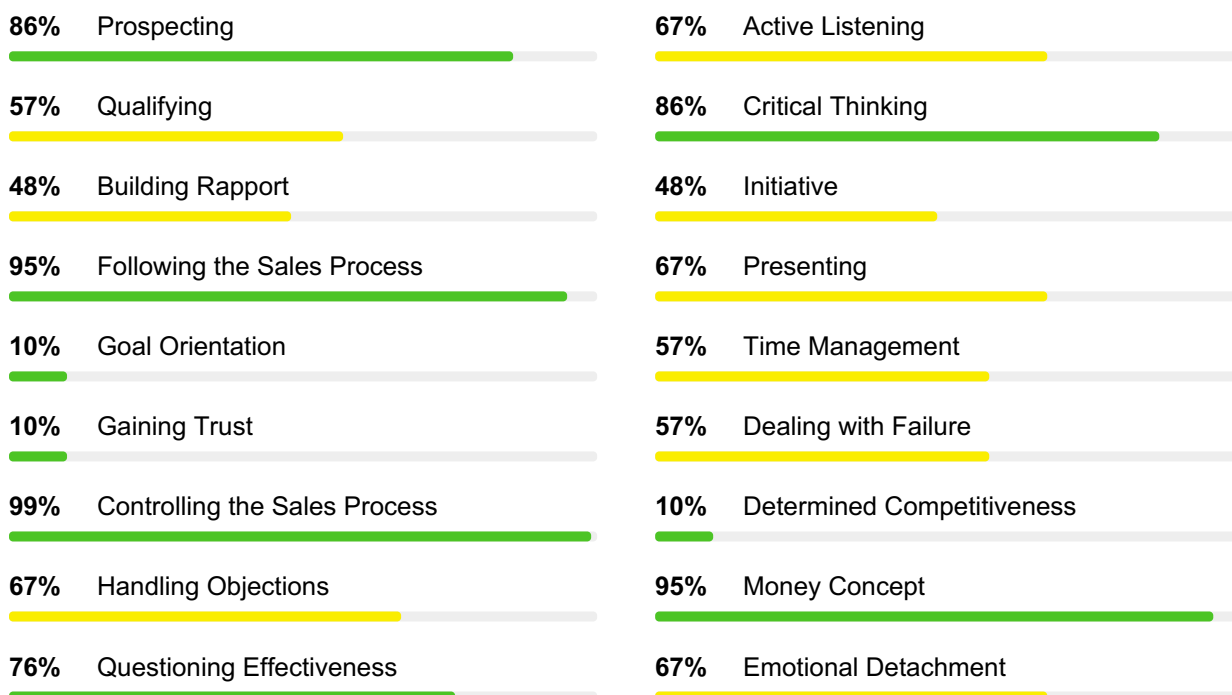 86% Prospecting
57% Qualifying
48% Building Rapport
95% Following the Sales Process
10% Goal Orientation
10% Gaining Trust
99% Controlling the Sales Process
67% Handling Objections
76% Questioning Effectiveness
67% Active Listening
86% Critical Thinking
48% Initiative
67% Presenting
57% Time Management
57% Dealing with Failure
10% Determined Competitiveness
95% Money Concept
67% Emotional Detachment